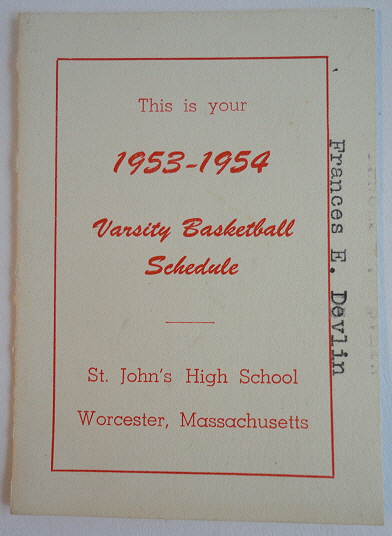 This is your
1953-1954
Varsity Basketball
Schedule
St. John's High School
Worcester, Massachusetts
Frances E. Devlin